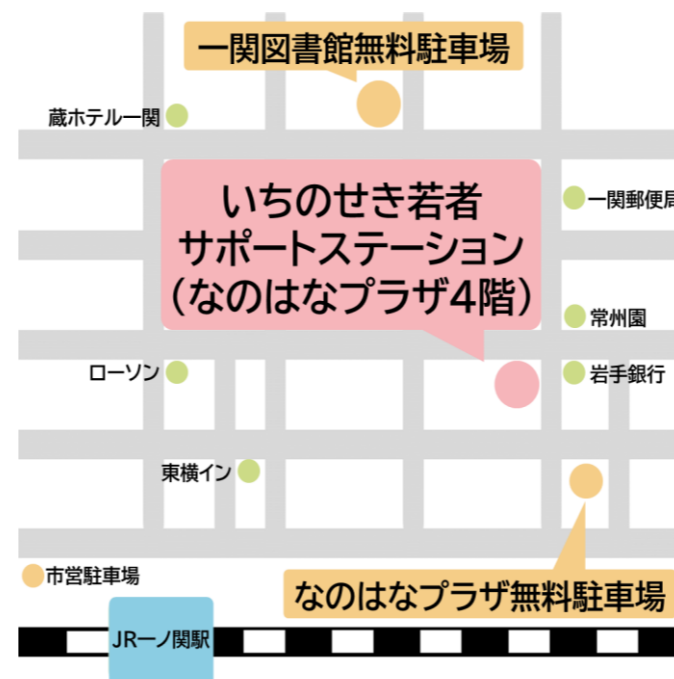 一関図書館無料駐車場
蔵ホテル一関
いちのせき若者
サポートステーション
（なのはなプラザ4階）
一関郵便局
常州園
ローソン
岩手銀行
東横イン
市営駐車場
なのはなプラザ無料駐車場
JR一ノ関駅